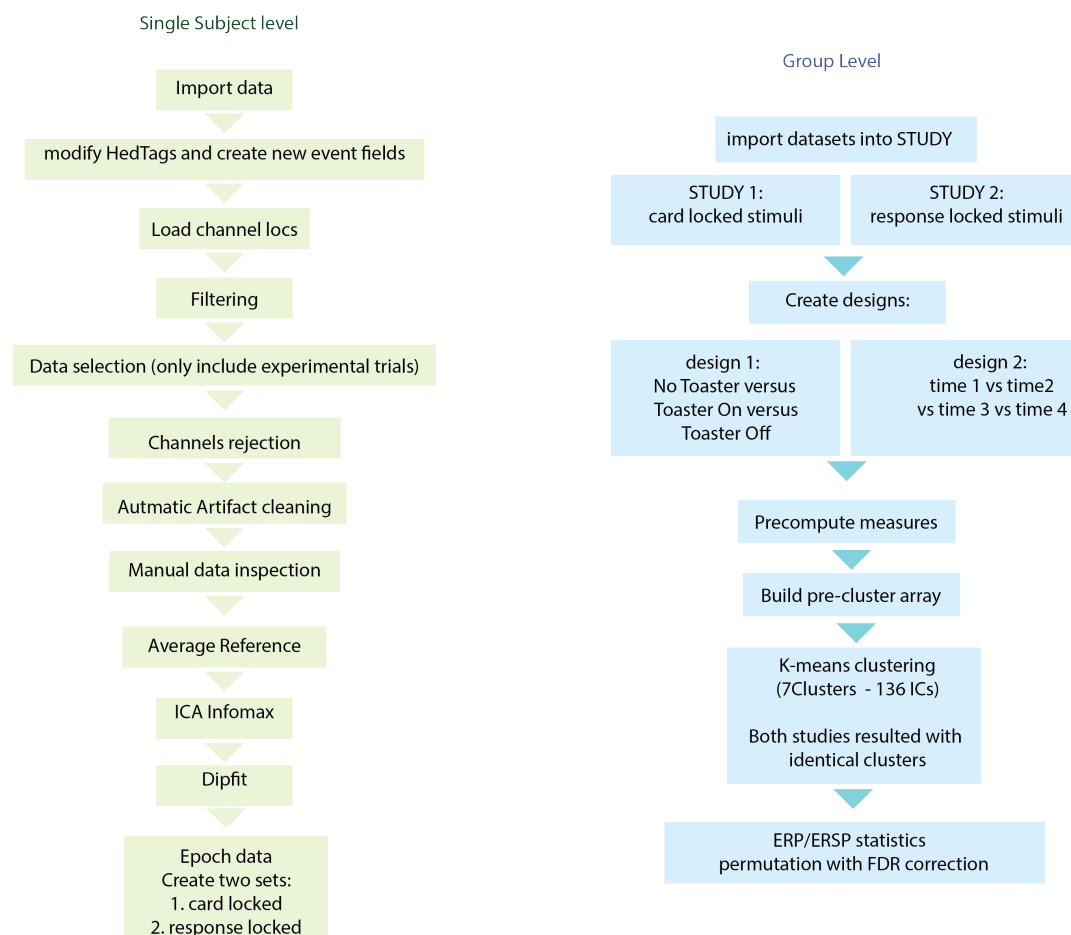 Single Subject level
Import data
modify HedTags and create new event fields
Load channel locs
Filtering
Data selection (only include experimental trials)
Channels rejection
Autmatic Artifact cleaning
Manual data inspection
Average Reference
ICA Infomax
Dipfit
Epoch data
Create two sets:
1. card locked
2. response locked
Group Level
import datasets into STUDY
STUDY 1:
card locked stimuli
STUDY 2:
response locked stimuli
Create designs:
design 1:
No Toaster versus
Toaster On versus
Toaster Off
design 2:
time 1 vs time2
vs time 3 vs time 4
Precompute measures
Build pre-cluster array
K-means clustering
(7Clusters - 136 ICs)
Both studies resulted with
identical clusters
ERP/ERSP statistics
permutation with FDR correction